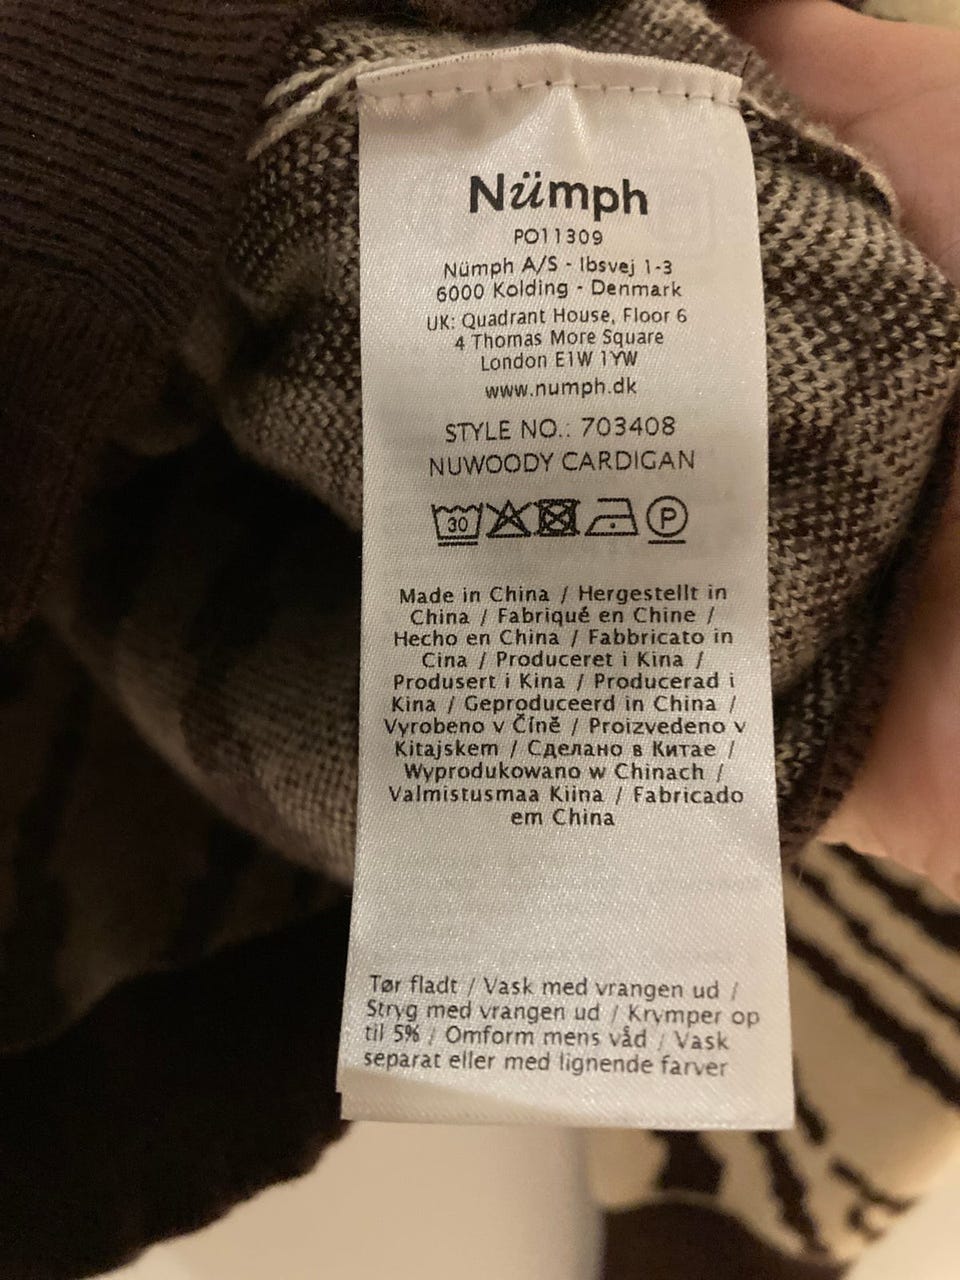 Nümph
PO11309
Nümph A/S - Ibsvej 1-3
6000 Kolding - Denmark
UK: Quadrant House, Floor 6
4 Thomas More Square
London E1W 1YW
www.numph.dk
STYLE NO.: 703408
NUWOODY CARDIGAN
30 P
Made in China / Hergestellt in
China / Fabriqué en Chine /
Hecho en China / Fabbricato in
Cina / Produceret i Kina /
Produsert i Kina / Producerad i
Kina / Geproduceerd in China /
Vyrobeno v Číně / Proizvedeno v
Kitajskem / Сделано в Китае /
Wyprodukowano w Chinach /
Valmistusmaa Kiina / Fabricado
em China
Tør fladt / Vask med vrangen ud /
Stryg med vrangen ud / Krymper op
til 5% / Omform mens våd / Vask
separat eller med lignende farver